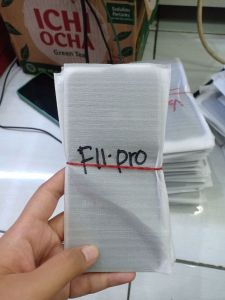 ICHI
OCHA
Green Tea
F11.pro